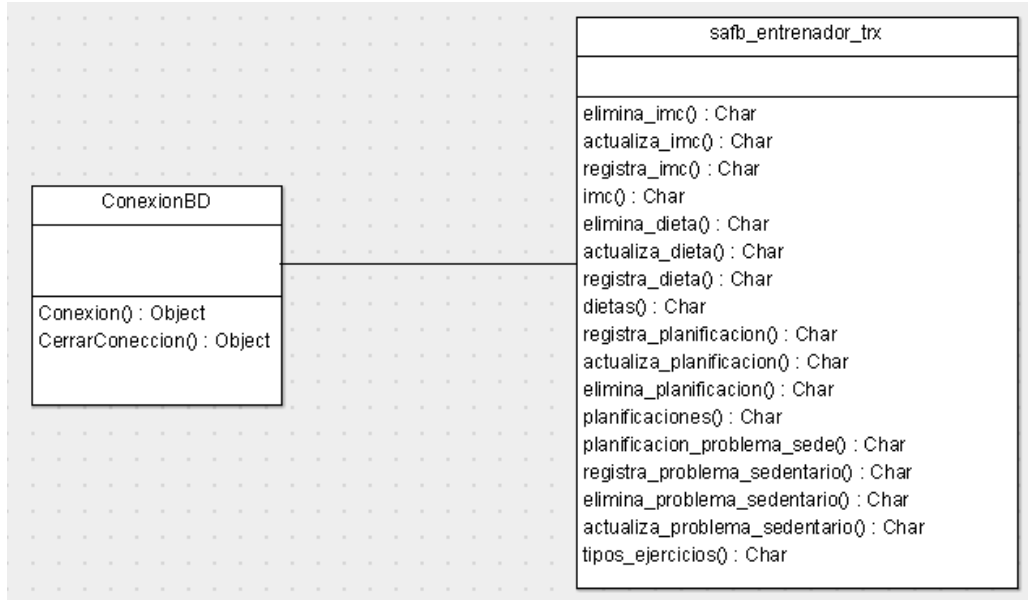 ConexionBD
Conexion() : Object
CerrarConeccion() : Object
safb_entrenador_trx
elimina_imc() : Char
actualiza_imc() : Char
registra_imc() : Char
imc() : Char
elimina_dieta() : Char
actualiza_dieta() : Char
registra_dieta() : Char
dietas() : Char
registra_planificacion() : Char
actualiza_planificacion() : Char
elimina_planificacion() : Char
planificaciones() : Char
planificacion_problema_sede() : Char
registra_problema_sedentario() : Char
elimina_problema_sedentario() : Char
actualiza_problema_sedentario() : Char
tipos_ejercicios() : Char